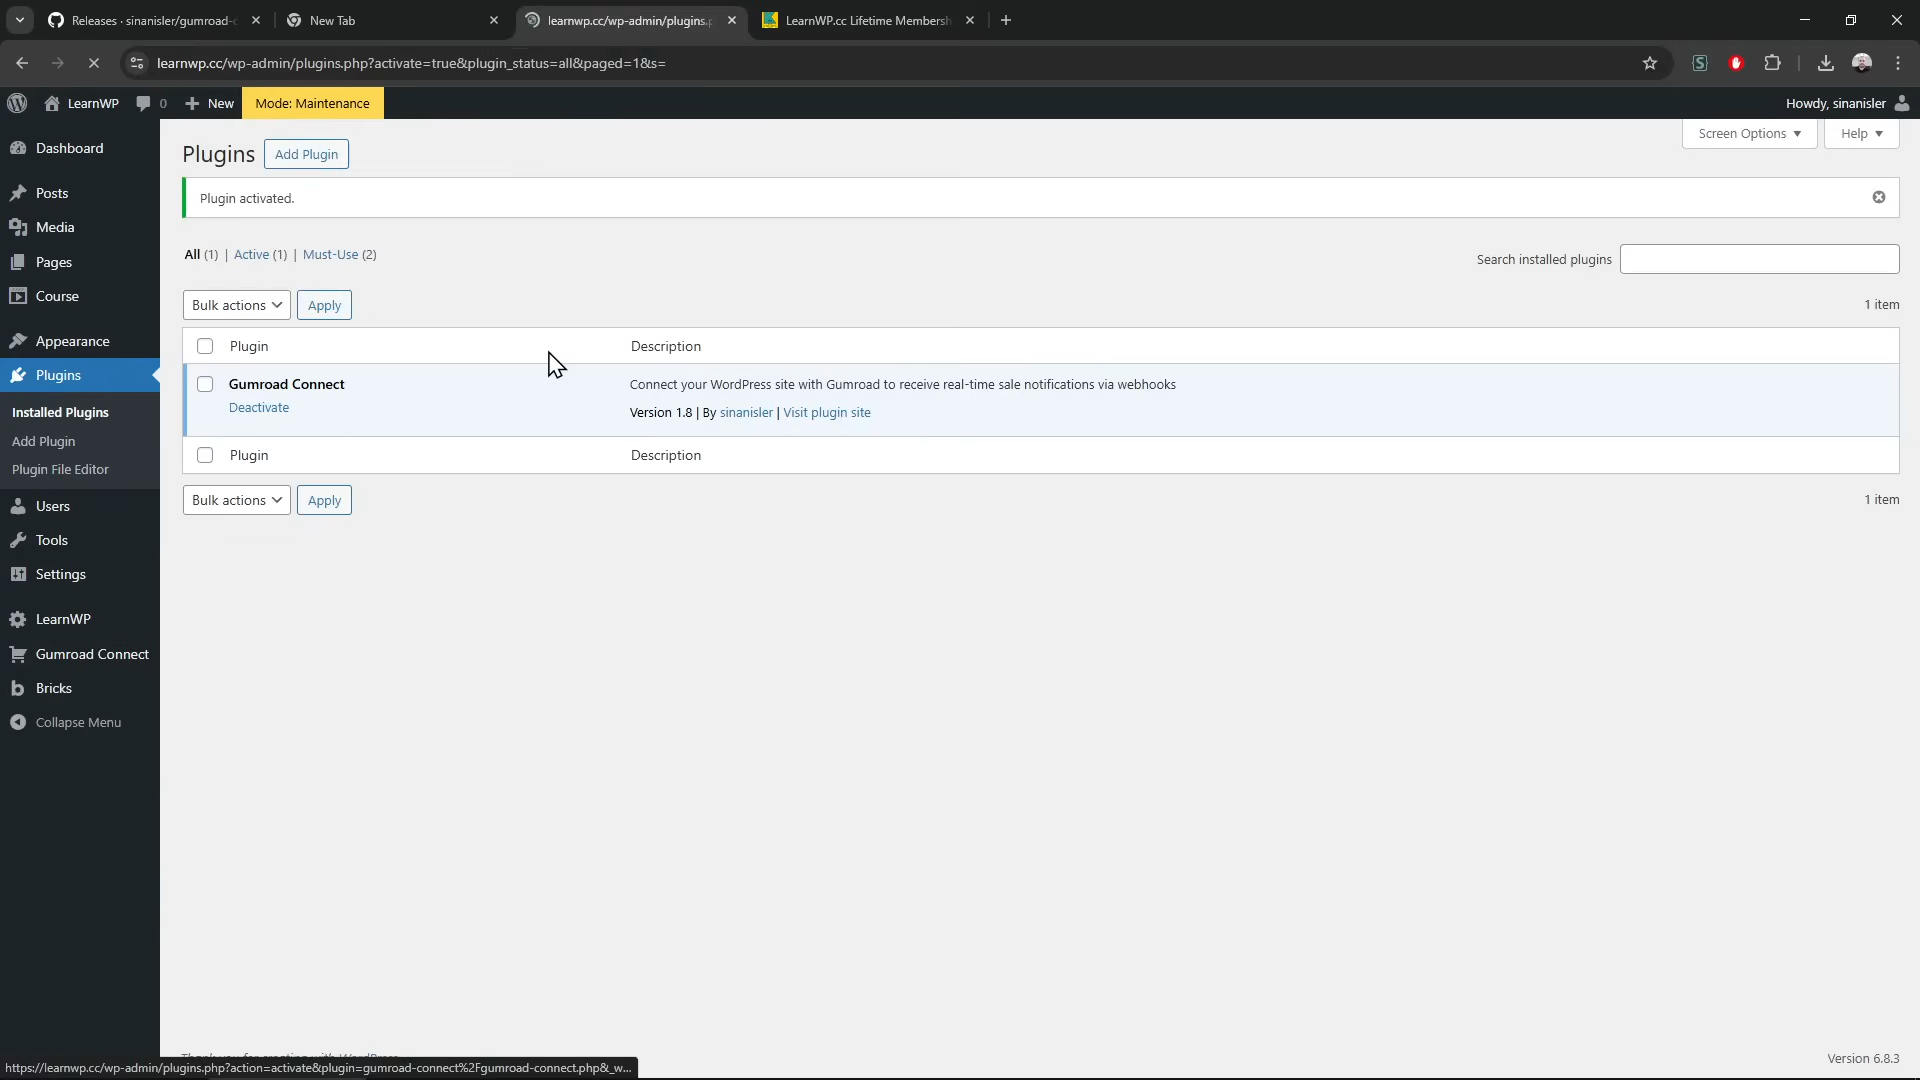 Releases · sinanisler/gumroad-c
New Tab
learnwp.cc/wp-admin/plugins.p
LearnWP.cc Lifetime Membersh
learnwp.cc/wp-admin/plugins.php?activate=true&plugin_status=all&paged=1&s=
LearnWP
0
New
Mode: Maintenance
Howdy, sinanisler
Dashboard
Posts
Media
Pages
Course
Appearance
Plugins
Installed Plugins
Add Plugin
Plugin File Editor
Users
Tools
Settings
LearnWP
Gumroad Connect
Bricks
Collapse Menu
Screen Options
Help
Plugins
Add Plugin
Plugin activated.
All (1) | Active (1) | Must-Use (2)
Search installed plugins
Bulk actions
Apply
1 item
Plugin
Description
Gumroad Connect
Connect your WordPress site with Gumroad to receive real-time sale notifications via webhooks
Deactivate
Version 1.8 | By sinanisler | Visit plugin site
Plugin
Description
Bulk actions
Apply
1 item
Thank you for creating with WordPress.
Version 6.8.3
https://learnwp.cc/wp-admin/plugins.php?action=activate&plugin=gumroad-connect%2Fgumroad-connect.php&_w...